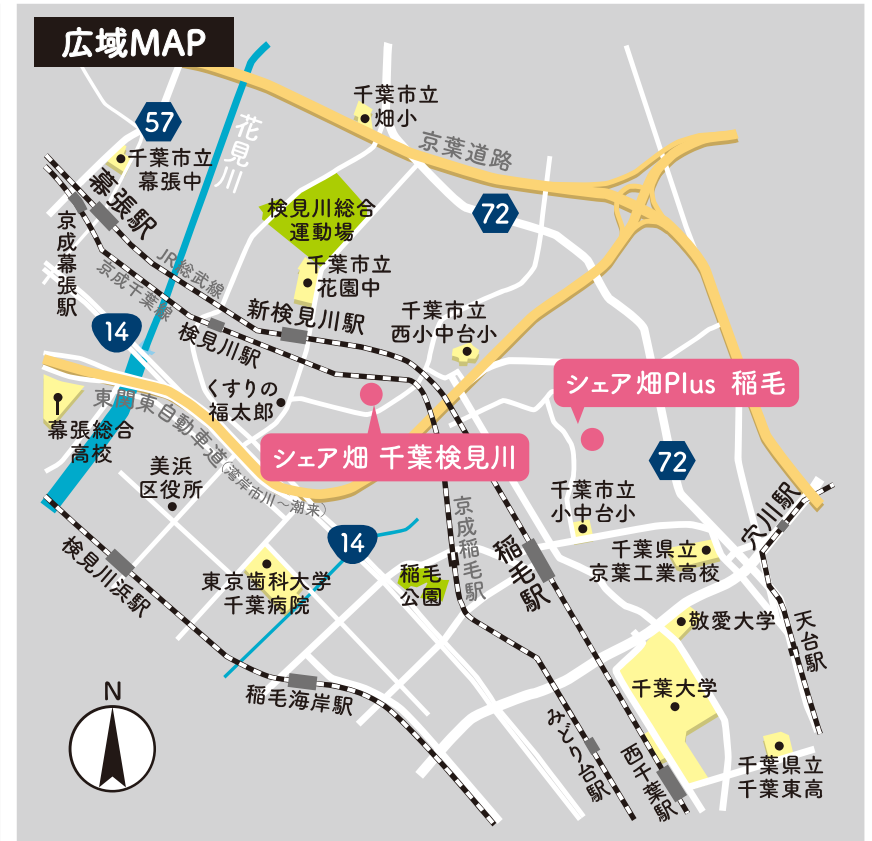 広域MAP
57
花見川
千葉市立
畑小
京葉道路
千葉市立
幕張中
幕張駅
72
検見川総合
運動場
京成幕張駅
JR総武線
京成千葉線
千葉市立
花園中
新検見川駅
千葉市立
西小中台小
14
検見川駅
シェア畑Plus 稲毛
くすりの
福太郎
東関東自動車道
(湾岸市川〜潮来)
幕張総合
高校
シェア畑 千葉検見川
72
美浜
区役所
千葉市立
小中台小
穴川駅
京成稲毛駅
14
稲毛駅
千葉県立
京葉工業高校
検見川浜駅
東京歯科大学
千葉病院
稲毛
公園
敬愛大学
天台駅
N
稲毛海岸駅
千葉大学
みどり台駅
西千葉駅
千葉県立
千葉東高